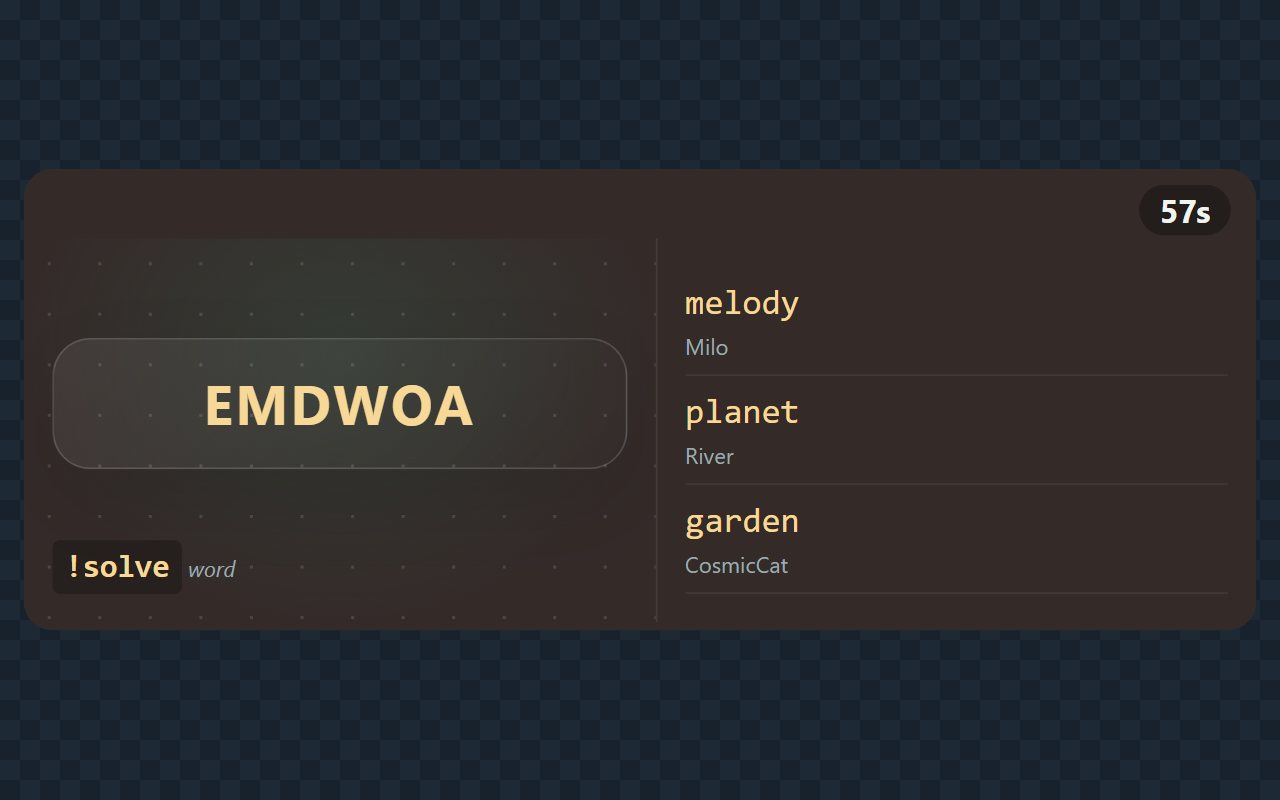 57s
EMDWOA
!solve word
melody
Milo
planet
River
garden
CosmicCat